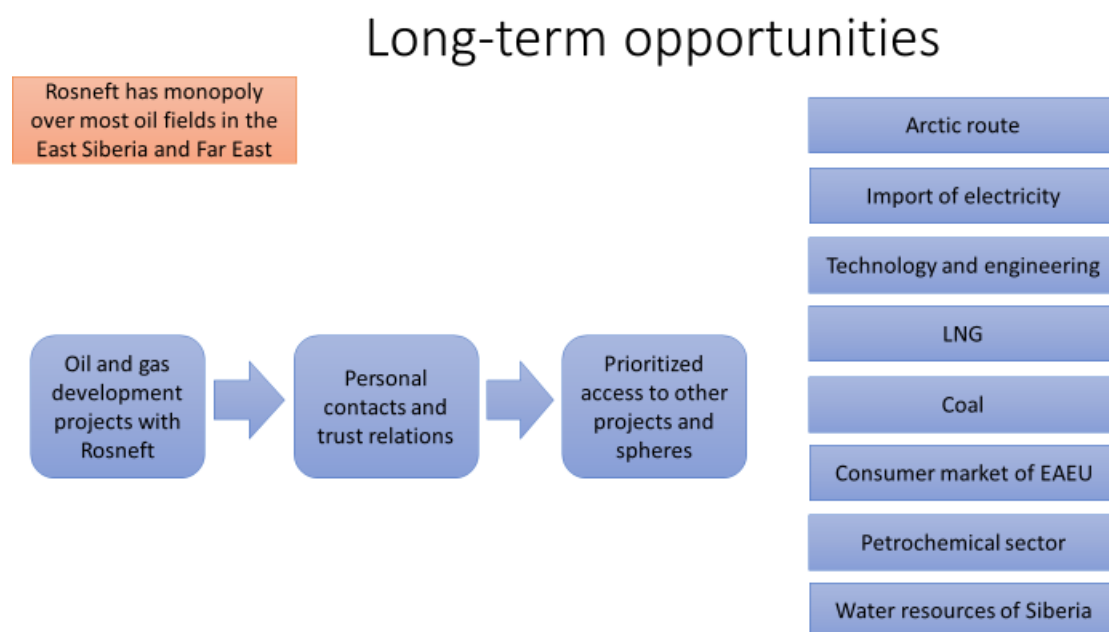 Long-term opportunities
Rosneft has monopoly
over most oil fields in the
East Siberia and Far East
Oil and gas
development
projects with
Rosneft
Personal
contacts and
trust relations
Prioritized
access to other
projects and
spheres
Arctic route
Import of electricity
Technology and engineering
LNG
Coal
Consumer market of EAEU
Petrochemical sector
Water resources of Siberia